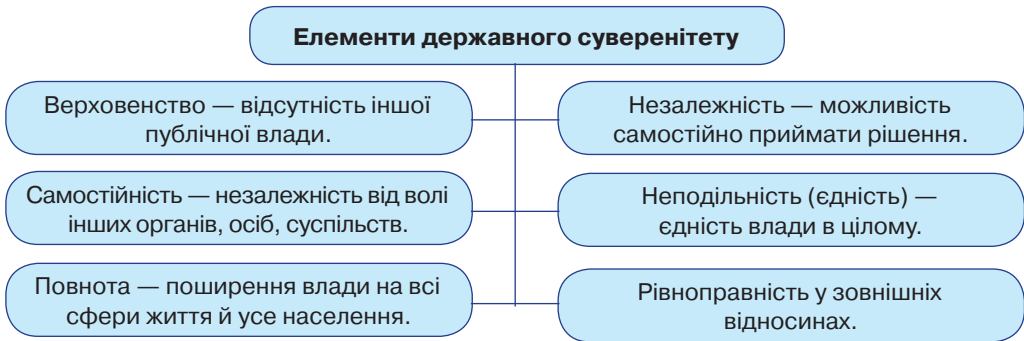 Елементи державного суверенітету
Верховенство — відсутність іншої
публічної влади.
Незалежність — можливість
самостійно приймати рішення.
Самостійність — незалежність від волі
інших органів, осіб, суспільств.
Неподільність (єдність) —
єдність влади в цілому.
Повнота — поширення влади на всі
сфери життя й усе населення.
Рівноправність у зовнішніх
відносинах.